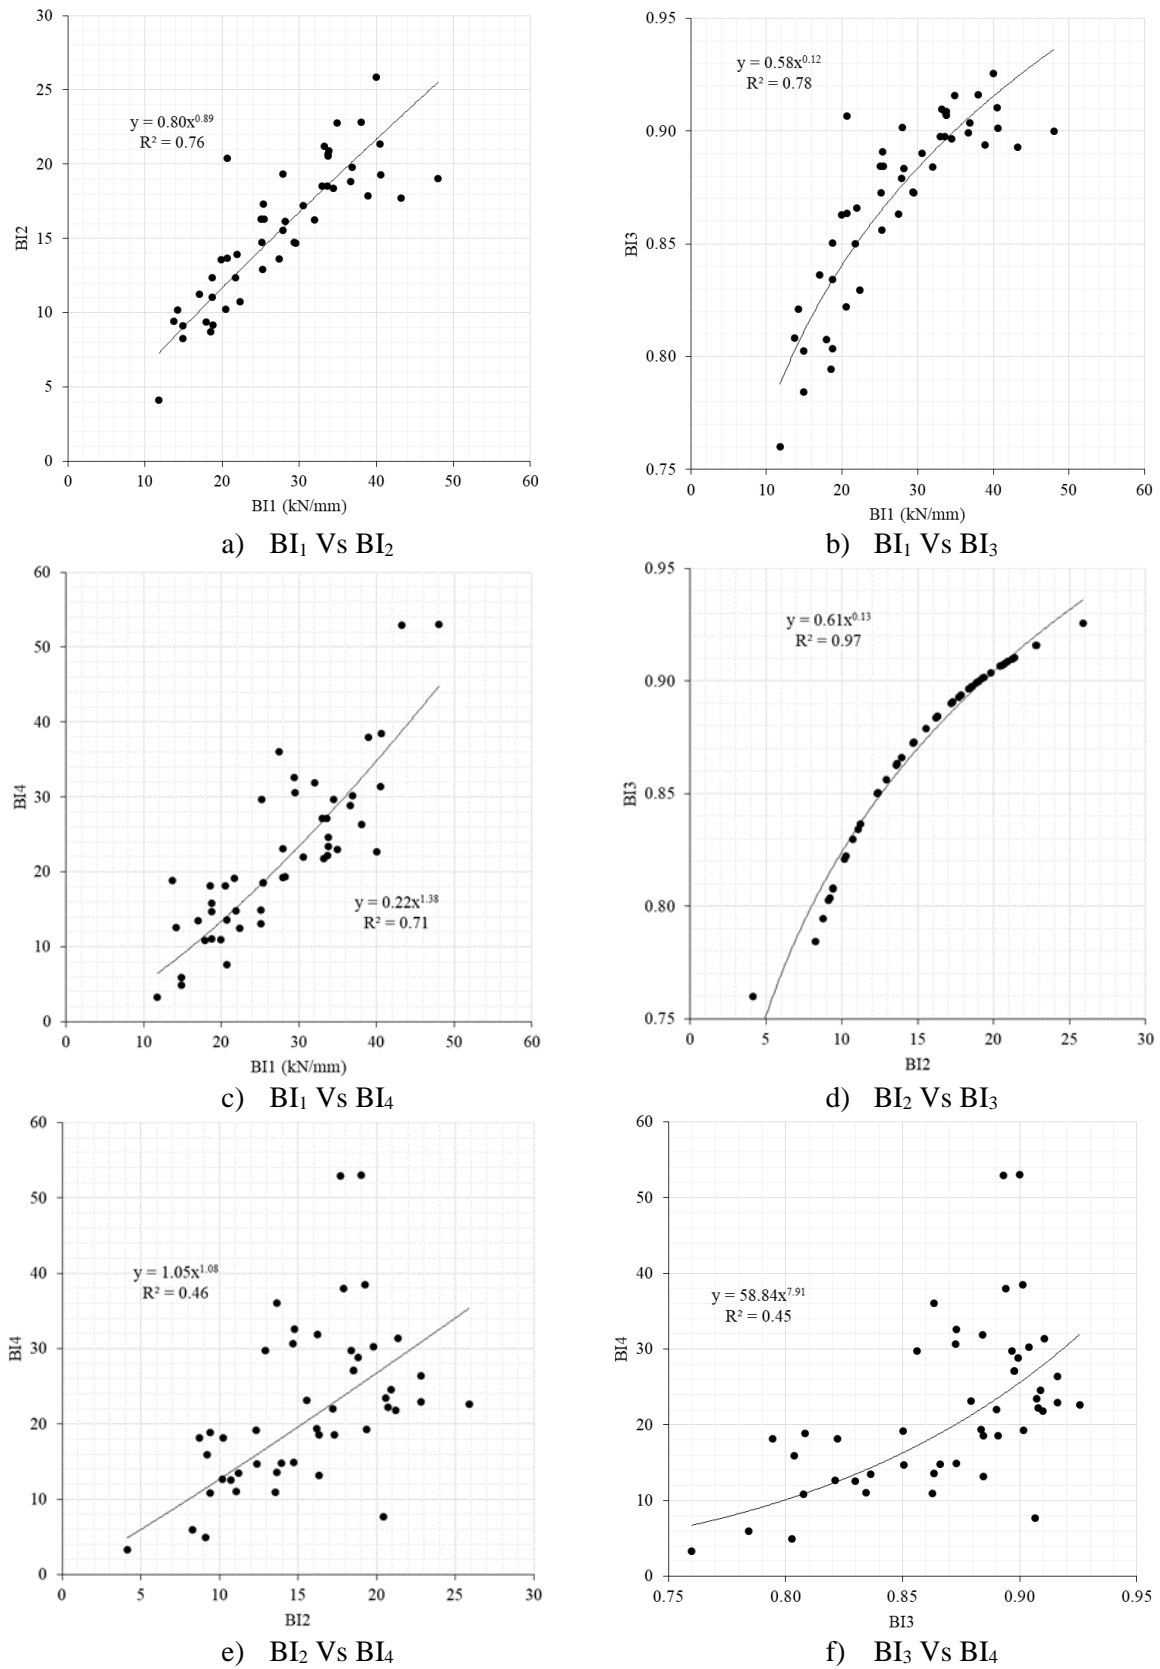 30
25
20
15
10
5
0
BI2
y = 0.80x^0.89
R² = 0.76
0 10 20 30 40 50 60
BI1 (kN/mm)
a) BI₁ Vs BI₂
0.95
0.90
0.85
0.80
0.75
BI3
y = 0.58x^0.12
R² = 0.78
0 10 20 30 40 50 60
BI1 (kN/mm)
b) BI₁ Vs BI₃
60
50
40
30
20
10
0
BI4
y = 0.22x^1.38
R² = 0.71
0 10 20 30 40 50 60
BI1 (kN/mm)
c) BI₁ Vs BI₄
0.95
0.90
0.85
0.80
0.75
BI3
y = 0.61x^0.13
R² = 0.97
0 5 10 15 20 25 30
BI2
d) BI₂ Vs BI₃
60
50
40
30
20
10
0
BI4
y = 1.05x^1.08
R² = 0.46
0 5 10 15 20 25 30
BI2
e) BI₂ Vs BI₄
60
50
40
30
20
10
0
BI4
y = 58.84x^7.91
R² = 0.45
0.75 0.80 0.85 0.90 0.95
BI3
f) BI₃ Vs BI₄